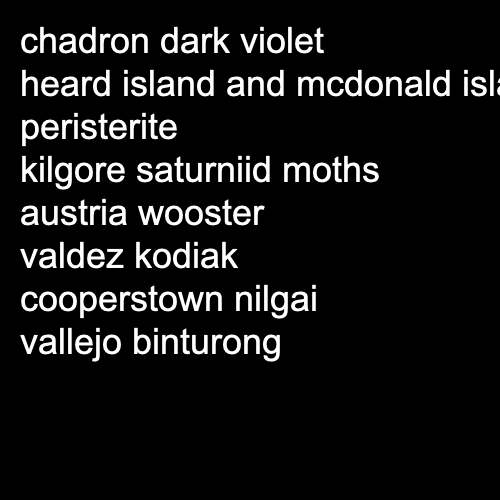 chadron dark violet
heard island and mcdonald
peristerite
kilgore saturniid moths
austria wooster
valdez kodiak
cooperstown nilgai
vallejo binturong